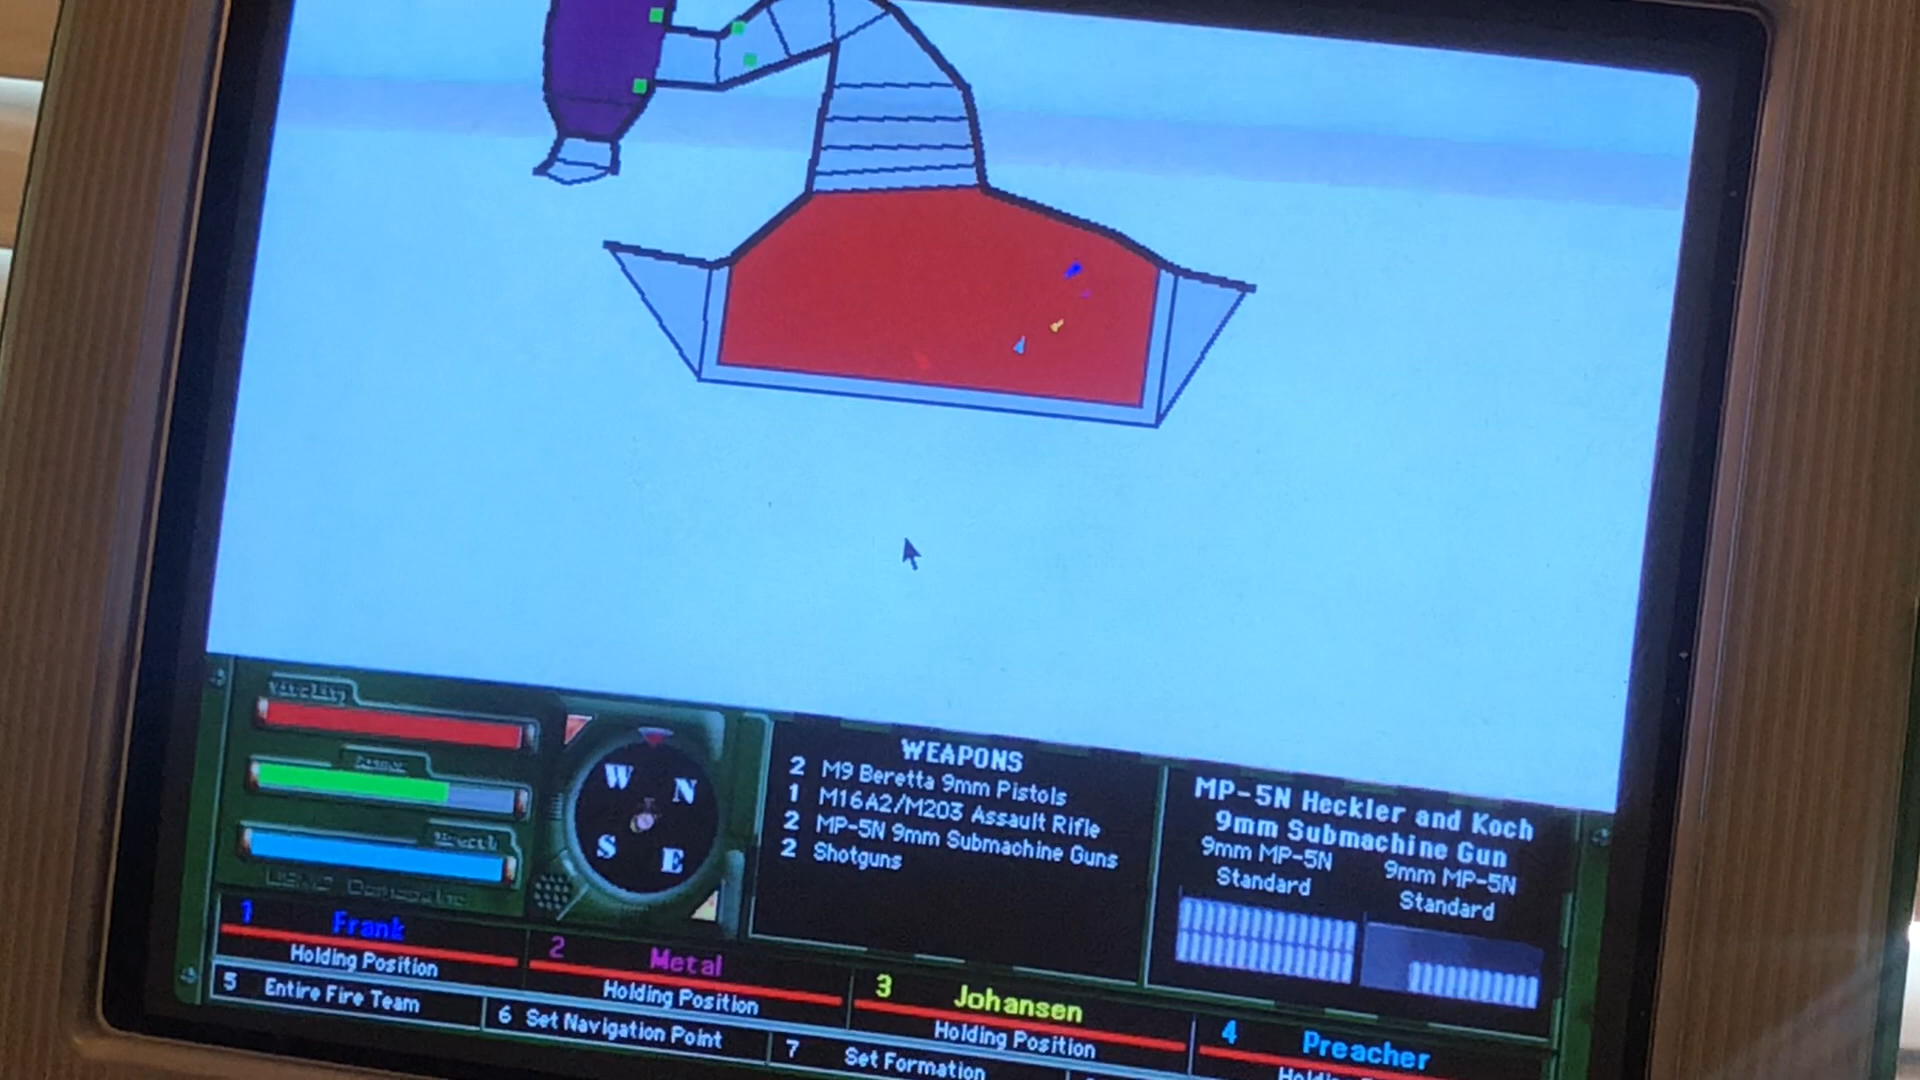 Vitality
Armor
Breath
W N
S E
WEAPONS
2 M9 Beretta 9mm Pistols
1 M16A2/M203 Assault Rifle
2 MP-5N 9mm Submachine Guns
2 Shotguns
MP-5N Heckler and Koch
9mm Submachine Gun
9mm MP-5N
Standard
9mm MP-5N
Standard
1 Frank
Holding Position
2 Metal
Holding Position
3 Johansen
Holding Position
4 Preacher
5 Entire Fire Team
6 Set Navigation Point
7 Set Formation